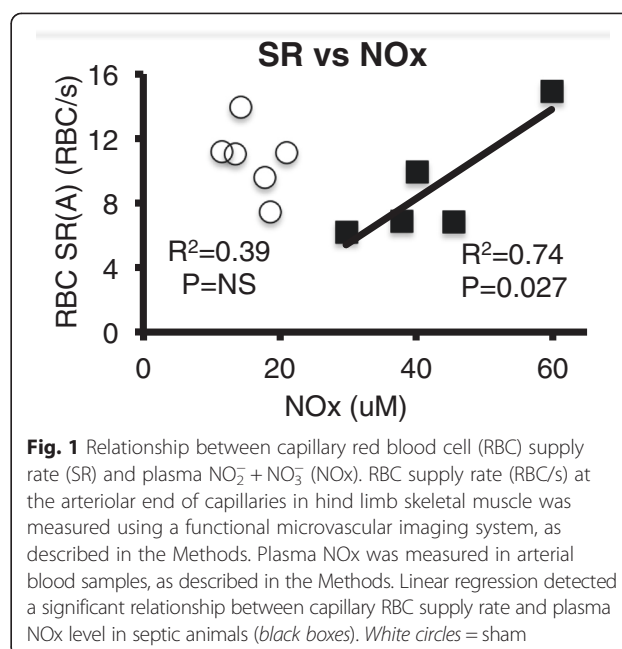 SR vs NOx
RBC SR(A) (RBC/s)
16
12
8
4
0
R²=0.39
P=NS
R²=0.74
P=0.027
0 20 40 60
NOx (uM)
Fig. 1 Relationship between capillary red blood cell (RBC) supply
rate (SR) and plasma NO₂⁻ + NO₃⁻ (NOx). RBC supply rate (RBC/s) at
the arteriolar end of capillaries in hind limb skeletal muscle was
measured using a functional microvascular imaging system, as
described in the Methods. Plasma NOx was measured in arterial
blood samples, as described in the Methods. Linear regression detected
a significant relationship between capillary RBC supply rate and plasma
NOx level in septic animals (black boxes). White circles = sham